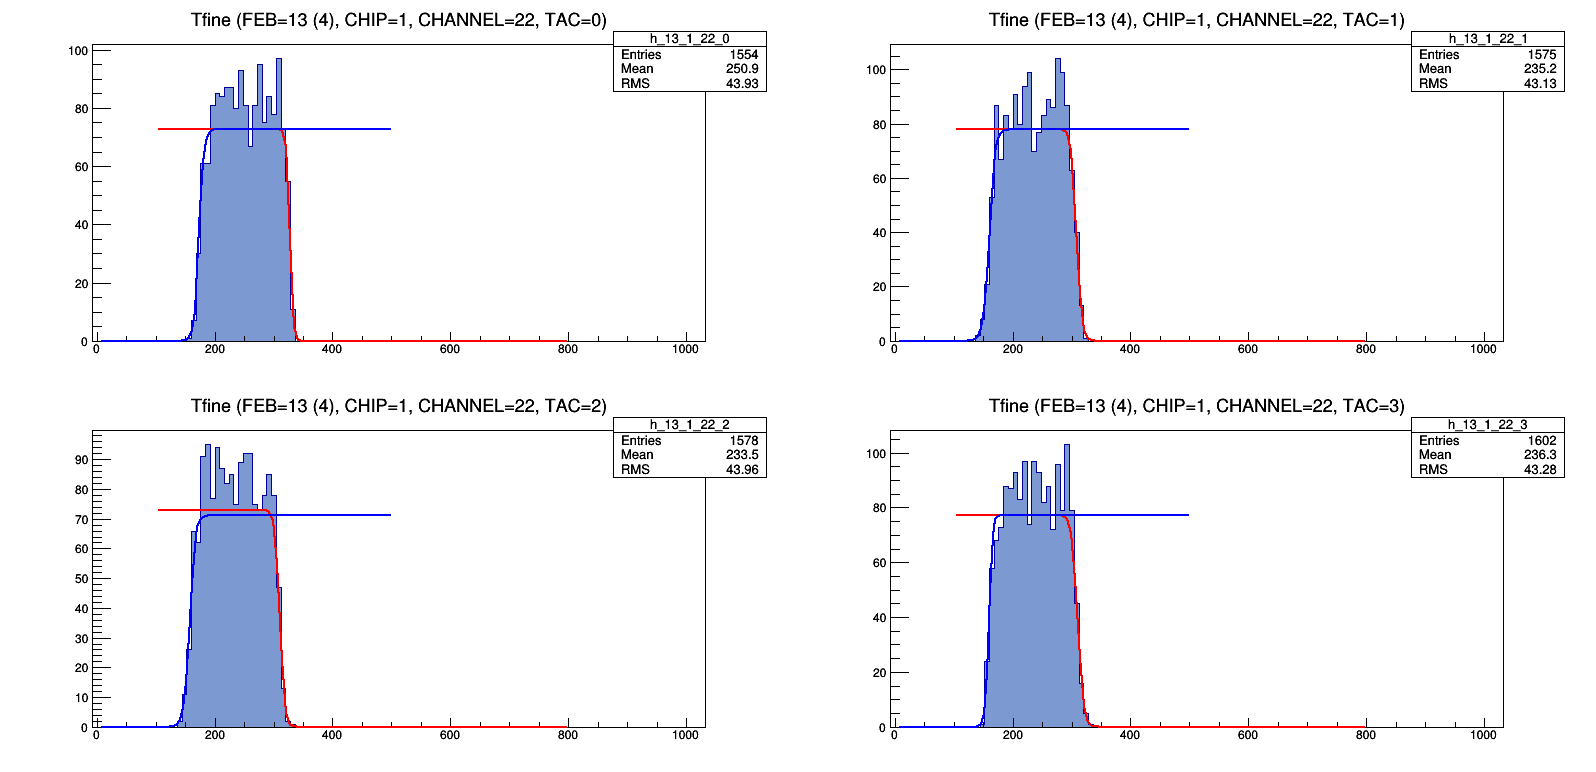 Tfine (FEB=13 (4), CHIP=1, CHANNEL=22, TAC=0)
h_13_1_22_0
Entries 1554
Mean 250.9
RMS 43.93
100
80
60
40
20
0
0 200 400 600 800 1000
Tfine (FEB=13 (4), CHIP=1, CHANNEL=22, TAC=1)
h_13_1_22_1
Entries 1575
Mean 235.2
RMS 43.13
100
80
60
40
20
0
0 200 400 600 800 1000
Tfine (FEB=13 (4), CHIP=1, CHANNEL=22, TAC=2)
h_13_1_22_2
Entries 1578
Mean 233.5
RMS 43.96
90
80
70
60
50
40
30
20
10
0
0 200 400 600 800 1000
Tfine (FEB=13 (4), CHIP=1, CHANNEL=22, TAC=3)
h_13_1_22_3
Entries 1602
Mean 236.3
RMS 43.28
100
80
60
40
20
0
0 200 400 600 800 1000